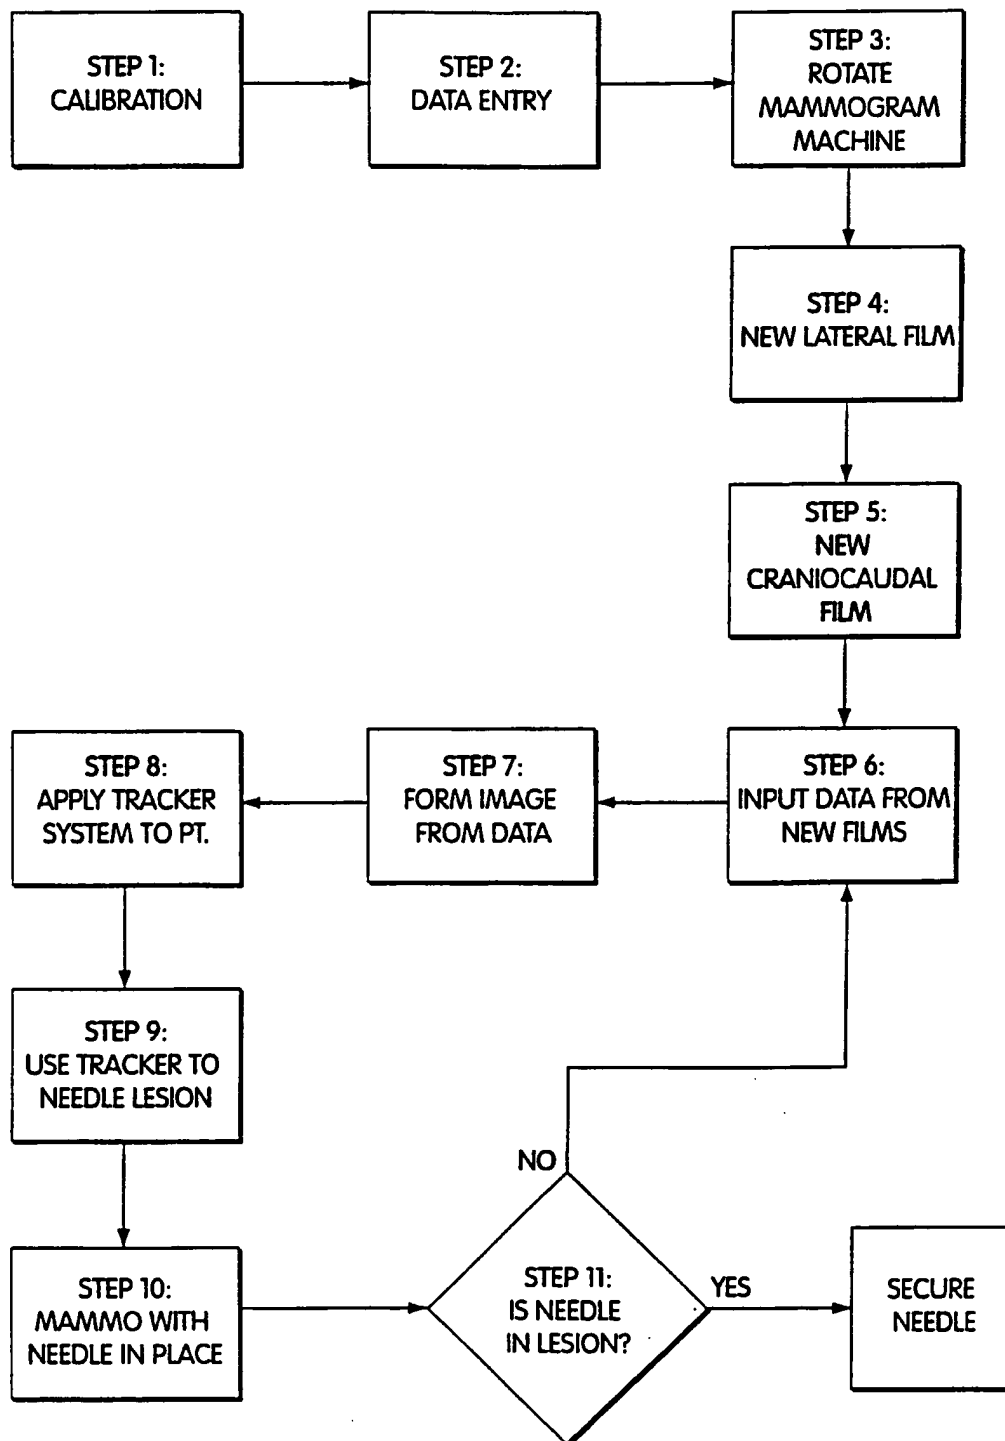 STEP 1:
CALIBRATION
STEP 2:
DATA ENTRY
STEP 3:
ROTATE
MAMMOGRAM
MACHINE
STEP 4:
NEW LATERAL FILM
STEP 5:
NEW
CRANIOCAUDAL
FILM
STEP 6:
INPUT DATA FROM
NEW FILMS
STEP 7:
FORM IMAGE
FROM DATA
STEP 8:
APPLY TRACKER
SYSTEM TO PT.
STEP 9:
USE TRACKER TO
NEEDLE LESION
STEP 10:
MAMMO WITH
NEEDLE IN PLACE
STEP 11:
IS NEEDLE
IN LESION?
NO
YES
SECURE
NEEDLE